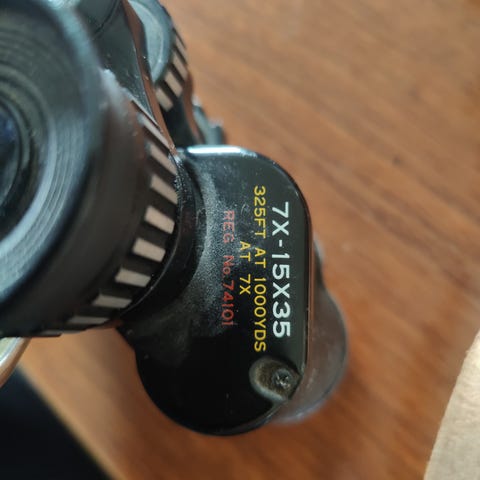 7X-15X35
325FT AT 1000YDS
AT 7X
REG. No. 74101